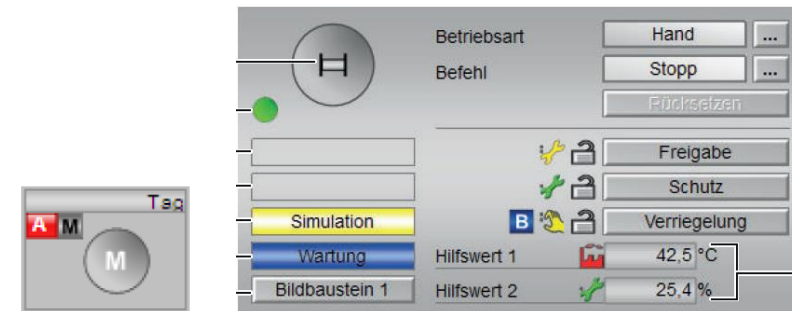 Tag
A M
M
Betriebsart Hand ...
Befehl Stopp ...
Rücksetzen
Freigabe
Schutz
Simulation B Verriegelung
Wartung Hilfswert 1 42,5 °C
Bildbaustein 1 Hilfswert 2 25,4 %